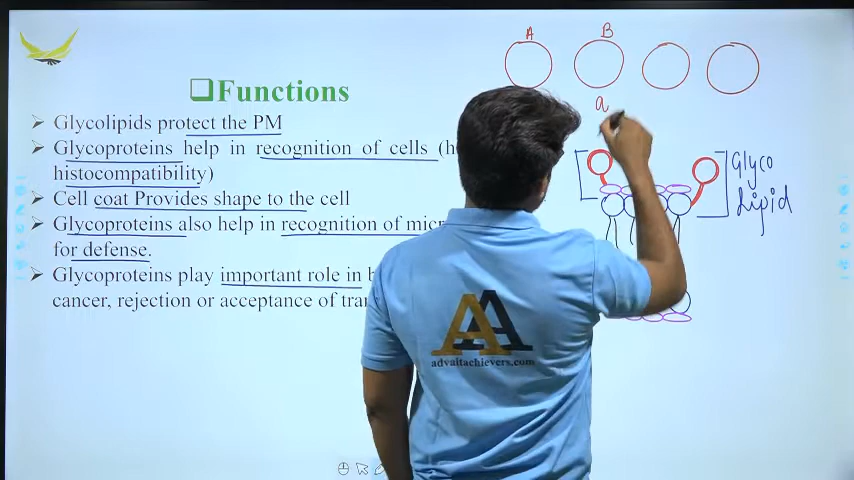 ❑Functions
➢ Glycolipids protect the PM
➢ Glycoproteins help in recognition of cells
histocompatibility)
➢ Cell coat Provides shape to the cell
➢ Glycoproteins also help in recognition of
for defense.
➢ Glycoproteins play important role in
cancer, rejection or acceptance of
A B
a
Glyco
Lipid
AA
advaitachievers.com